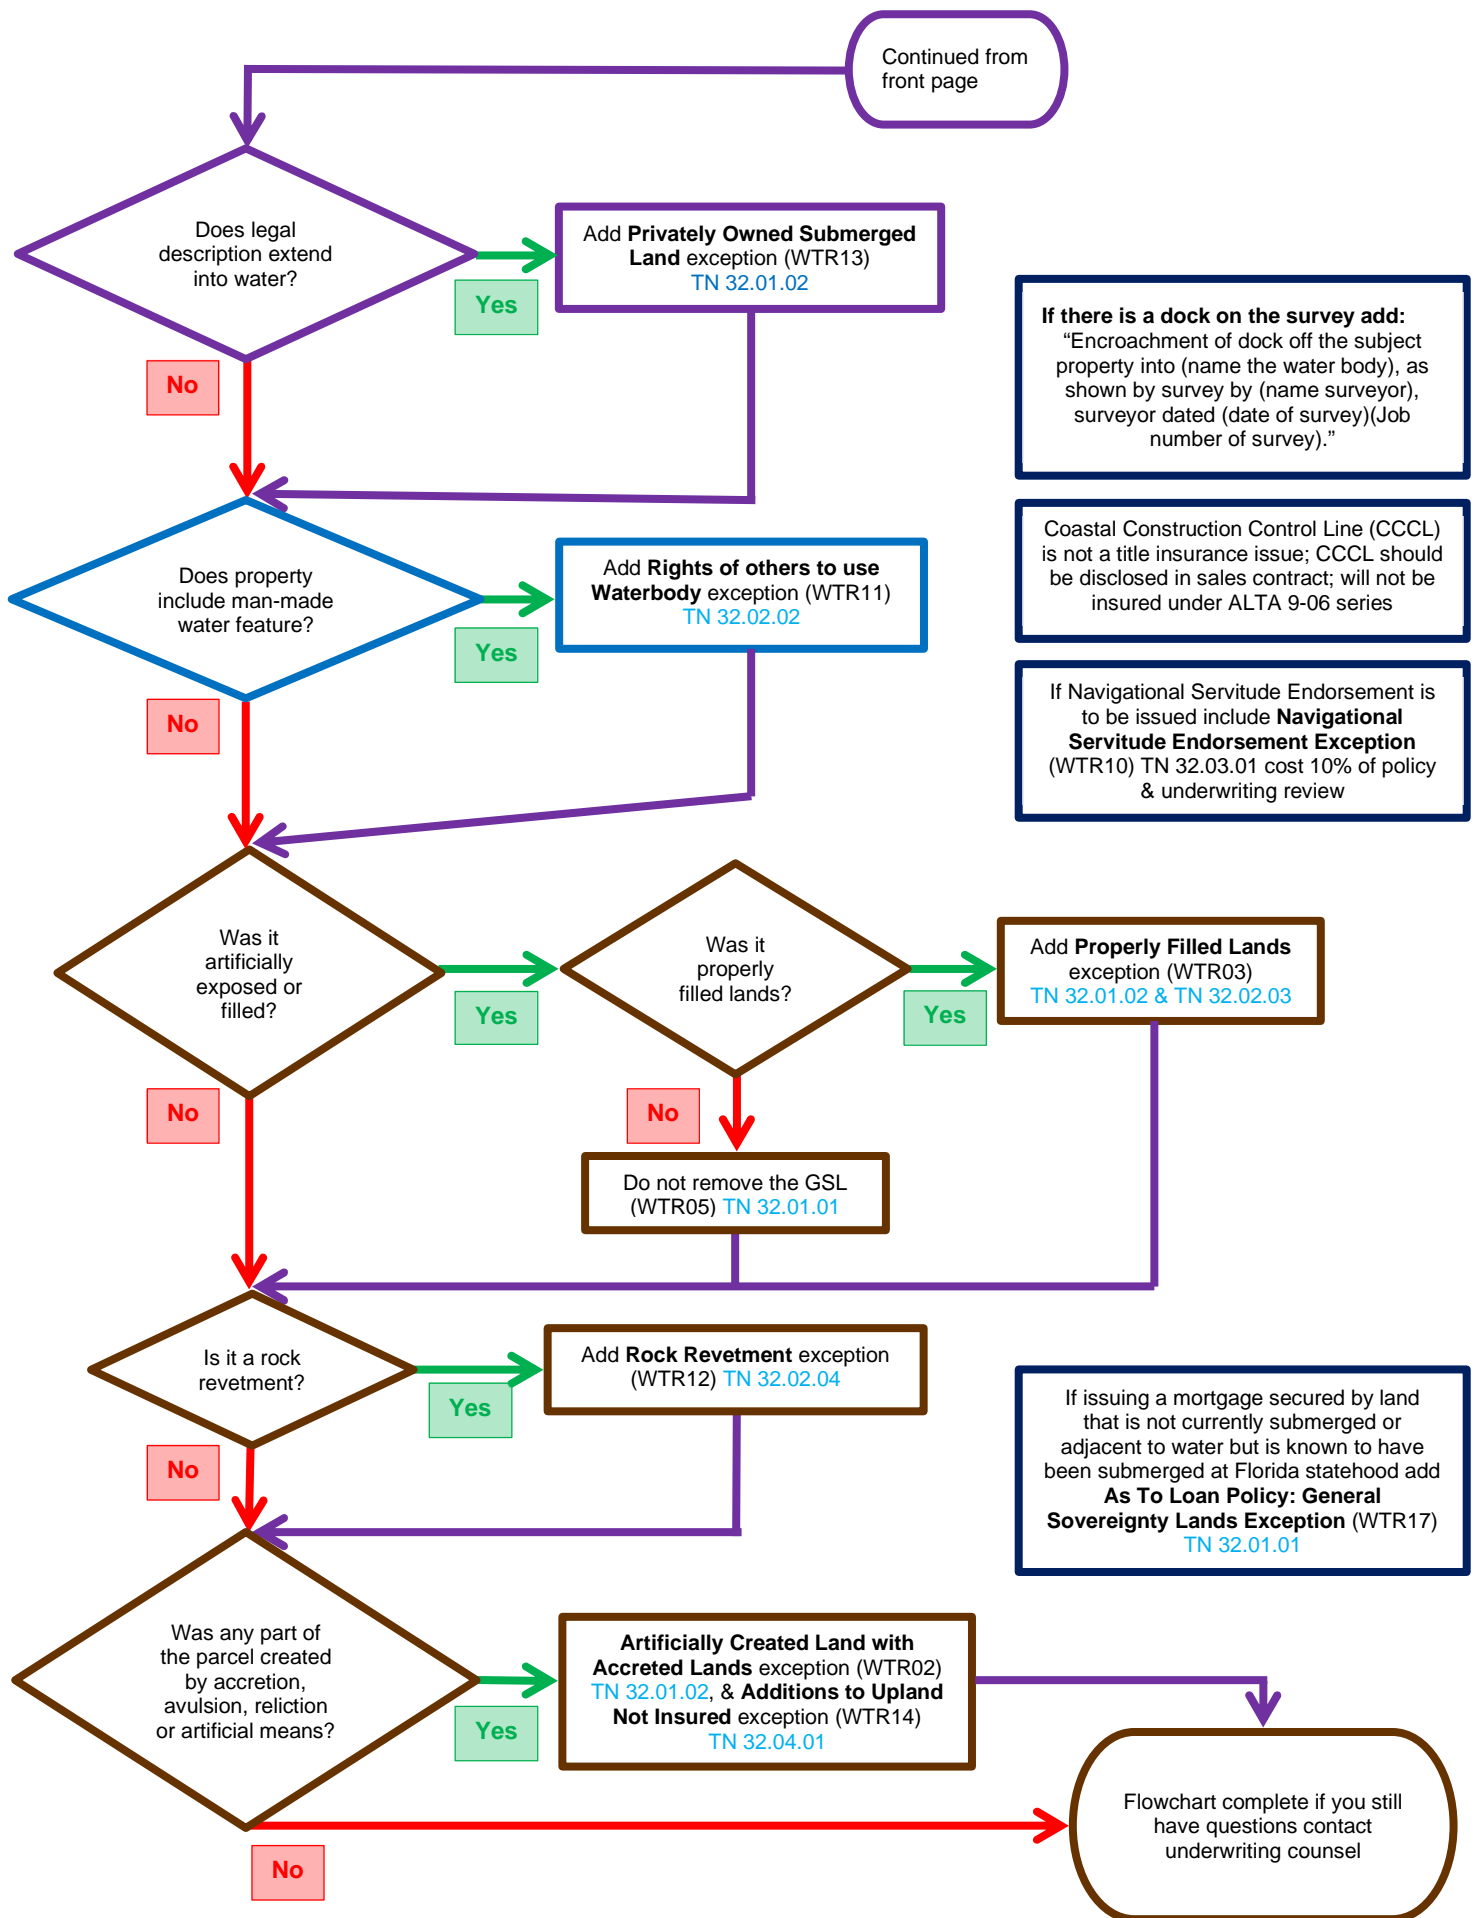 Continued from
front page
Does legal
description extend
into water?
Yes
No
Add Privately Owned Submerged
Land exception (WTR13)
TN 32.01.02
If there is a dock on the survey add:
“Encroachment of dock off the subject
property into (name the water body), as
shown by survey by (name surveyor),
surveyor dated (date of survey)(Job
number of survey).”
Does property
include man-made
water feature?
Yes
No
Add Rights of others to use
Waterbody exception (WTR11)
TN 32.02.02
Coastal Construction Control Line (CCCL)
is not a title insurance issue; CCCL should
be disclosed in sales contract; will not be
insured under ALTA 9-06 series
If Navigational Servitude Endorsement is
to be issued include Navigational
Servitude Endorsement Exception
(WTR10) TN 32.03.01 cost 10% of policy
& underwriting review
Was it
artificially
exposed or
filled?
Yes
No
Was it
properly
filled lands?
Yes
No
Add Properly Filled Lands
exception (WTR03)
TN 32.01.02 & TN 32.02.03
Do not remove the GSL
(WTR05) TN 32.01.01
Is it a rock
revetment?
Yes
No
Add Rock Revetment exception
(WTR12) TN 32.02.04
If issuing a mortgage secured by land
that is not currently submerged or
adjacent to water but is known to have
been submerged at Florida statehood add
As To Loan Policy: General
Sovereignty Lands Exception (WTR17)
TN 32.01.01
Was any part of
the parcel created
by accretion,
avulsion, reliction
or artificial means?
Yes
No
Artificially Created Land with
Accreted Lands exception (WTR02)
TN 32.01.02, & Additions to Upland
Not Insured exception (WTR14)
TN 32.04.01
Flowchart complete if you still
have questions contact
underwriting counsel